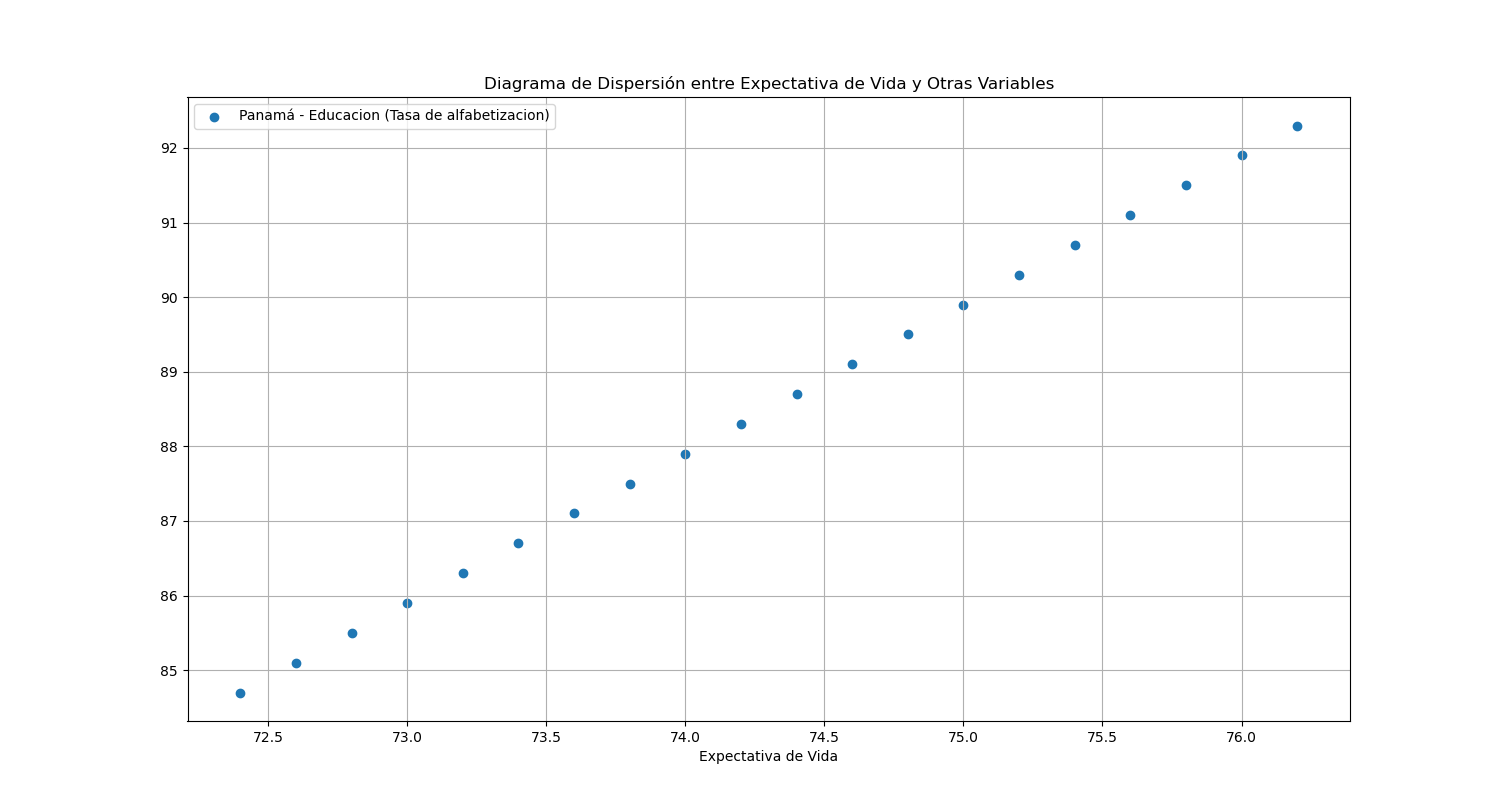 Diagrama de Dispersión entre Expectativa de Vida y Otras Variables
Panamá - Educacion (Tasa de alfabetizacion)
92
91
90
89
88
87
86
85
72.5 73.0 73.5 74.0 74.5 75.0 75.5 76.0
Expectativa de Vida